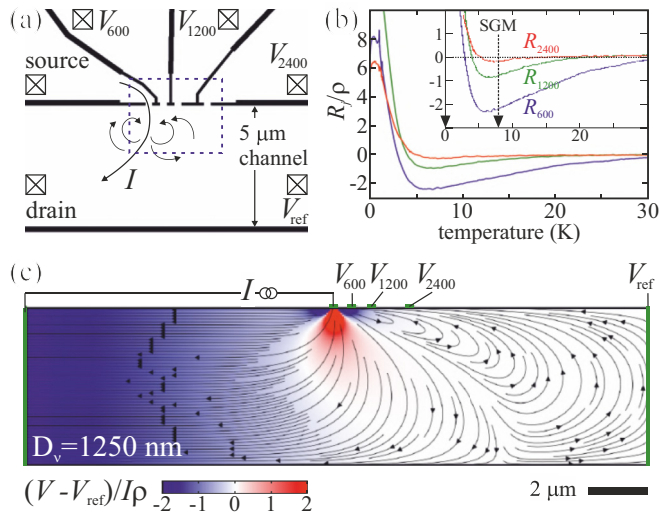 (a)
V600
V1200
V2400
source
5 μm
channel
I
drain
Vref
(b)
Rj/ρ
8
6
4
2
0
-2
0
10
20
30
temperature (K)
SGM
1
0
-1
-2
0
10
20
R2400
R1200
R600
(c)
I
V600
V1200
V2400
Vref
Dν=1250 nm
(V -Vref)/Iρ
-2 -1 0 1 2
2 μm